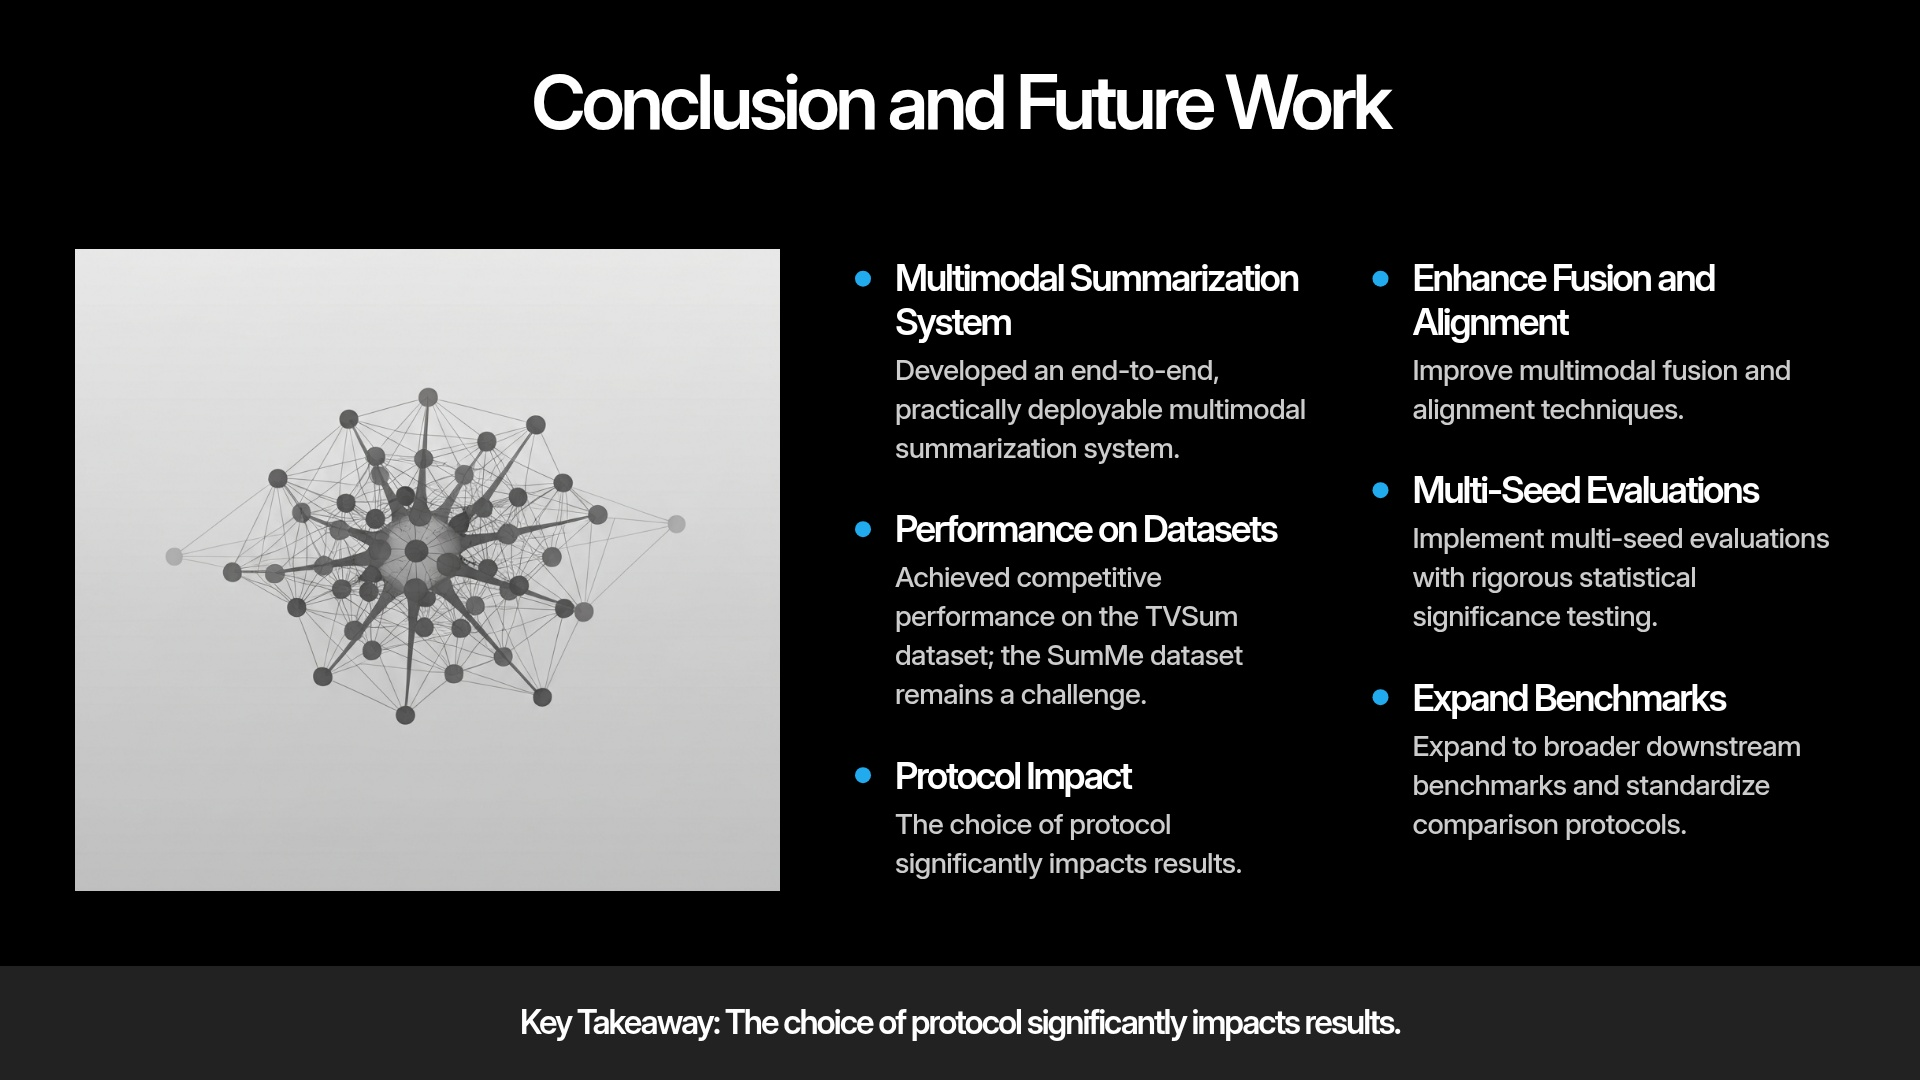 Conclusion and Future Work
Multimodal Summarization
System
Developed an end-to-end,
practically deployable multimodal
summarization system.
Performance on Datasets
Achieved competitive
performance on the TVSum
dataset; the SumMe dataset
remains a challenge.
Protocol Impact
The choice of protocol
significantly impacts results.
Enhance Fusion and
Alignment
Improve multimodal fusion and
alignment techniques.
Multi-Seed Evaluations
Implement multi-seed evaluations
with rigorous statistical
significance testing.
Expand Benchmarks
Expand to broader downstream
benchmarks and standardize
comparison protocols.
Key Takeaway: The choice of protocol significantly impacts results.